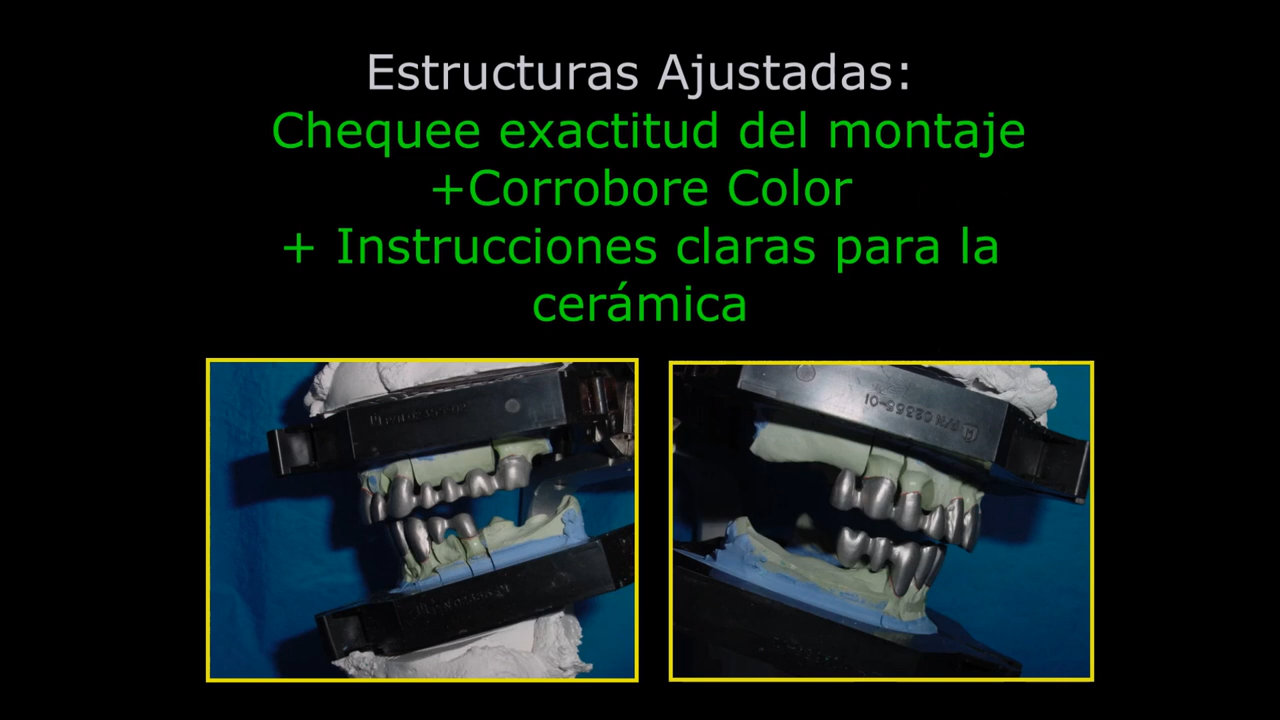 Estructuras Ajustadas:
Chequee exactitud del montaje
+Corrobore Color
+ Instrucciones claras para la
cerámica